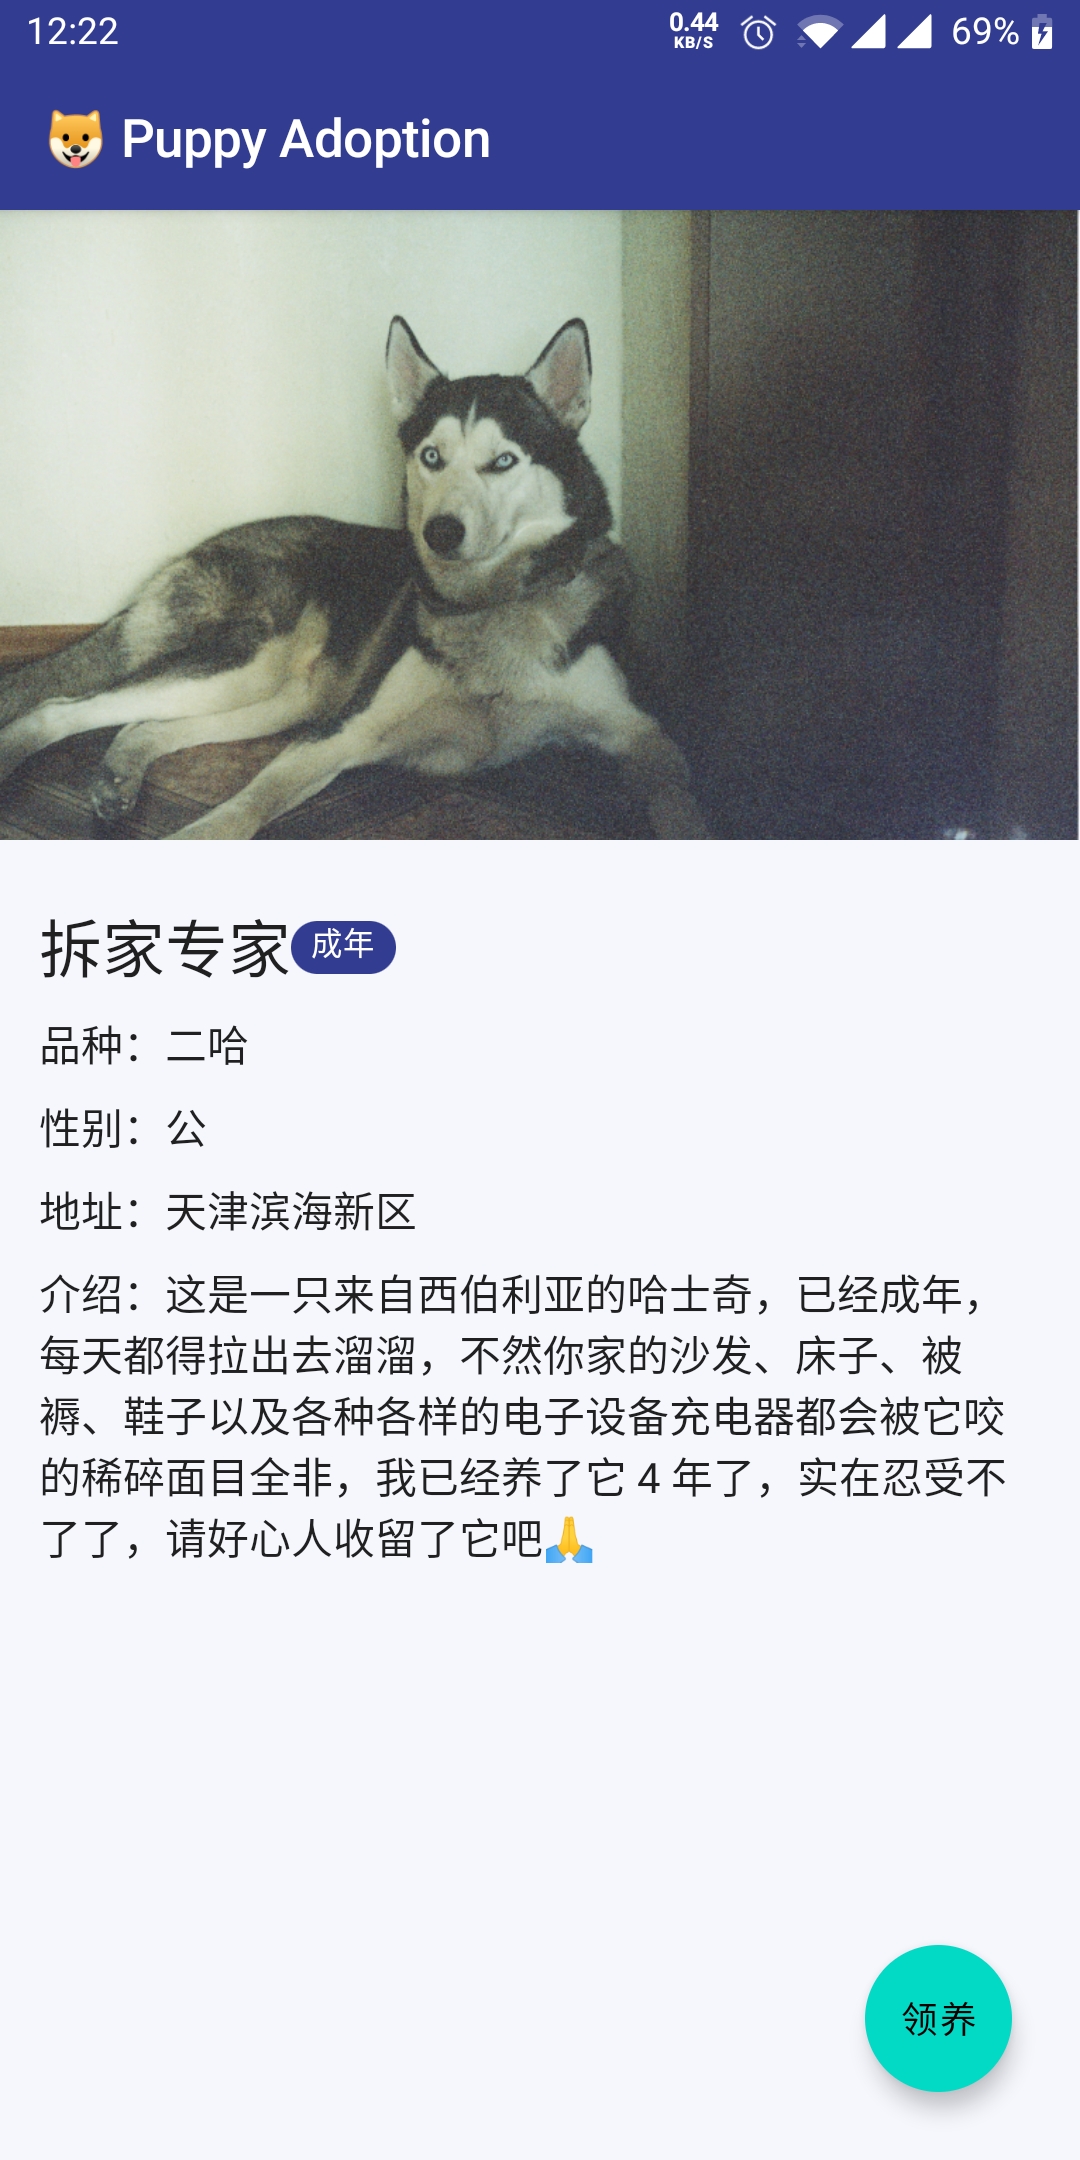 12:22
0.44
KB/S
69%
🐶 Puppy Adoption
拆家专家 成年
品种：二哈
性别：公
地址：天津滨海新区
介绍：这是一只来自西伯利亚的哈士奇，已经成年，
每天都得拉出去溜溜，不然你家的沙发、床子、被
褥、鞋子以及各种各样的电子设备充电器都会被它咬
的稀碎面目全非，我已经养了它 4 年了，实在忍受不
了了，请好心人收留了它吧🙏
领养